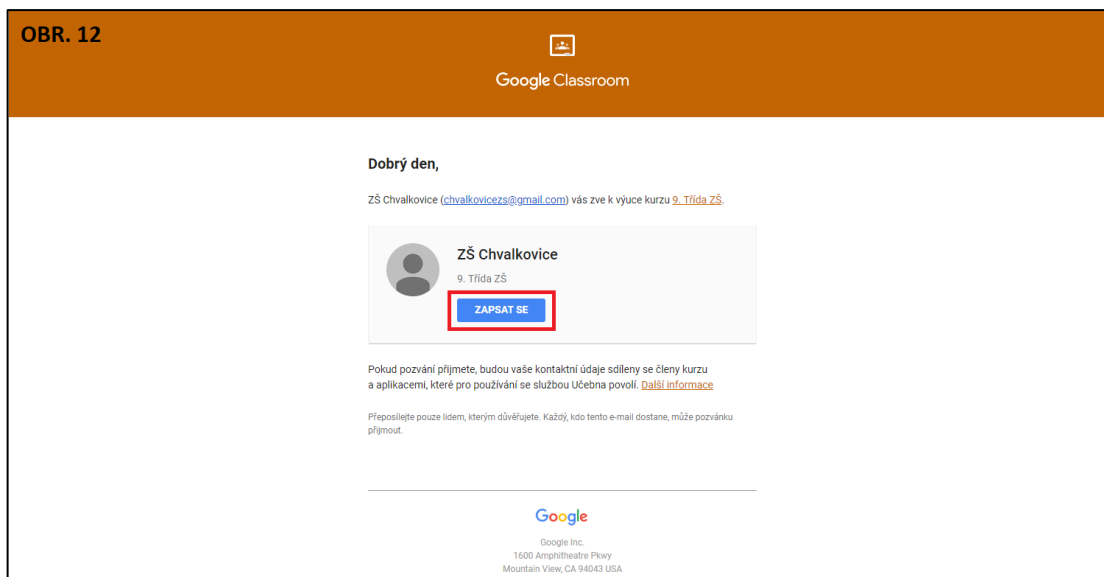 OBR. 12
Google Classroom
Dobrý den,
ZŠ Chvalkovice (chvalkovicezs@gmail.com) vás zve k výuce kurzu 9. Třída ZŠ.
ZŠ Chvalkovice
9. Třída ZŠ
ZAPSAT SE
Pokud pozvání přijmete, budou vaše kontaktní údaje sdíleny se členy kurzu
a aplikacemi, které pro používání se službou Učebna povolí. Další informace
Přeposílejte pouze lidem, kterým důvěřujete. Každý, kdo tento e-mail dostane, může pozvánku
přijmout.
Google
Google Inc.
1600 Amphitheatre Pkwy
Mountain View, CA 94043 USA